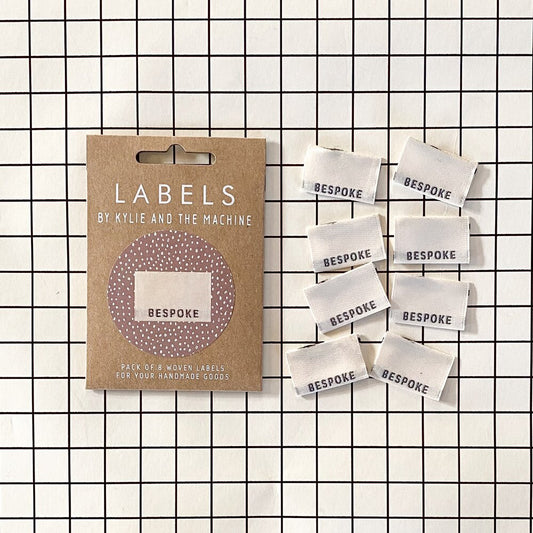 LABELS
BY KYLIE AND THE MACHINE
BESPOKE
PACK OF 8 WOVEN LABELS
FOR YOUR HANDMADE GOODS
BESPOKE
BESPOKE
BESPOKE
BESPOKE
BESPOKE
BESPOKE
BESPOKE
BESPOKE